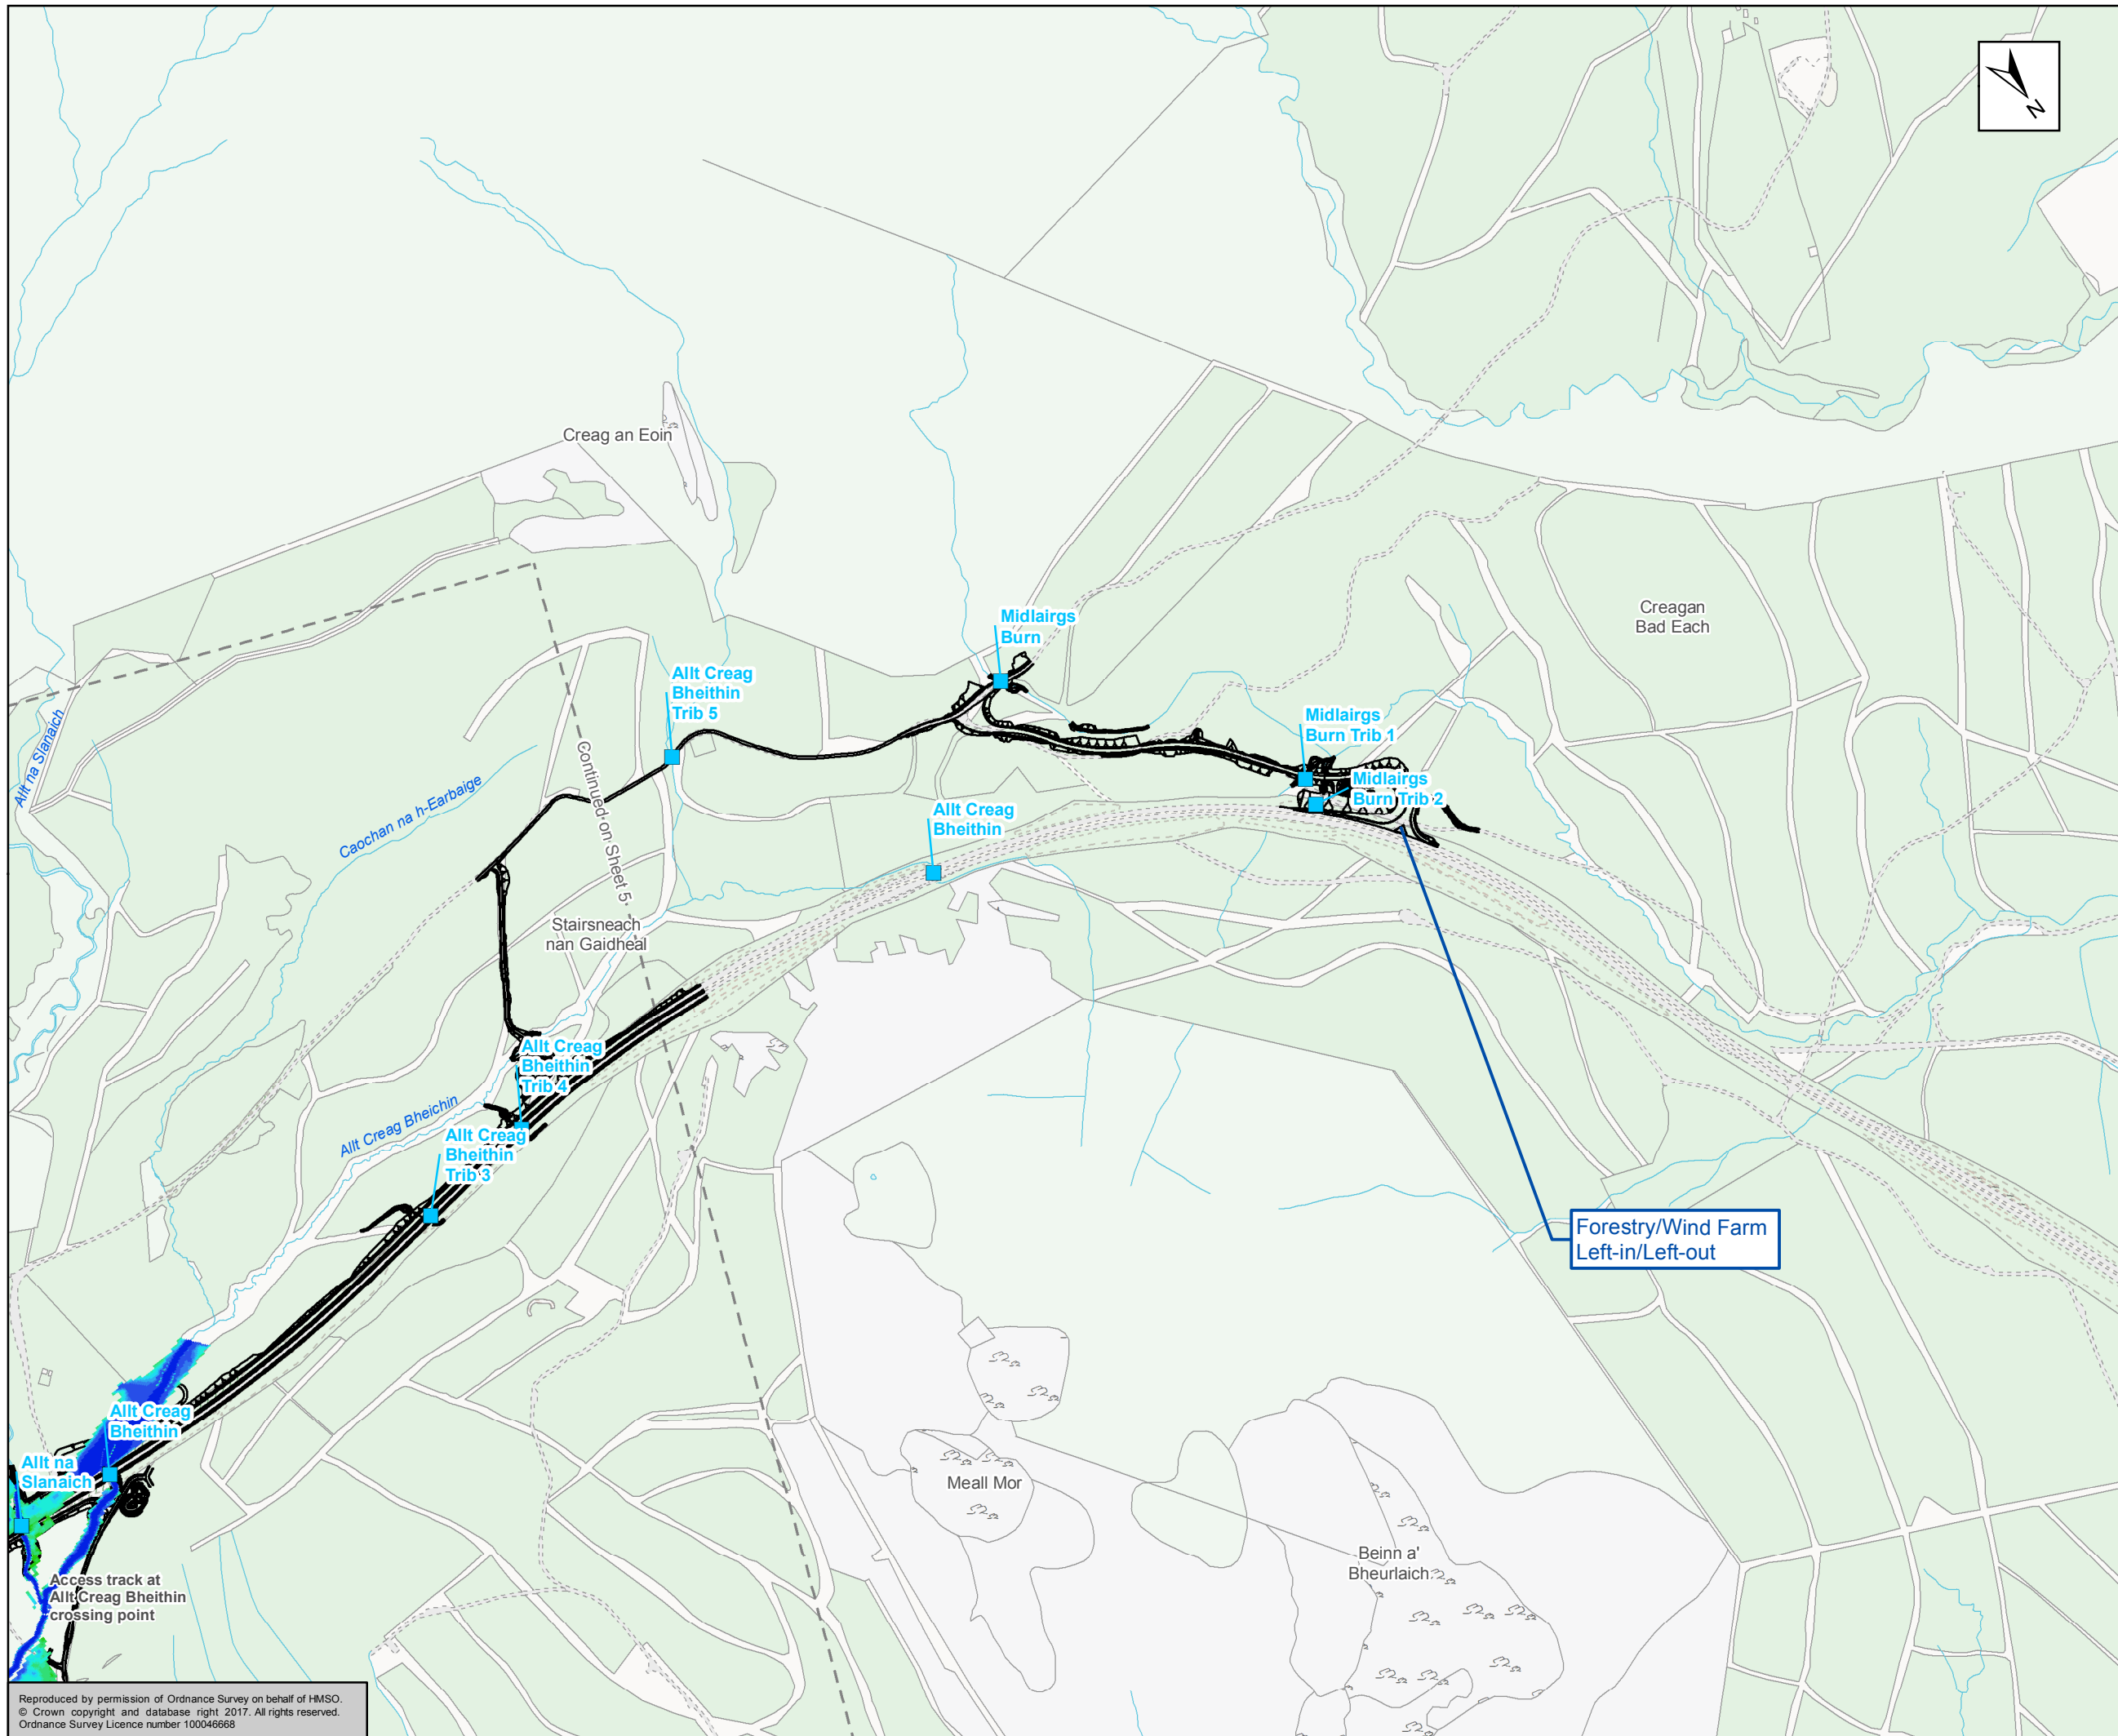 N
Creag an Eoin
Creagan
Bad Each
Midlairgs
Burn
Allt Creag
Bheithin
Trib 5
Midlairgs
Burn Trib 1
Midlairgs
Burn Trib 2
Allt na Slanaich
Caochan na h-Earbaige
Continued on Sheet 5
Allt Creag
Bheithin
Stairsneach
nan Gaidheal
Allt Creag
Bheithin
Trib 4
Allt Creag Bheichin
Allt Creag
Bheithin
Trib 3
Forestry/Wind Farm
Left-in/Left-out
Allt Creag
Bheithin
Allt na
Slanaich
Meall Mor
Beinn a'
Bheurlaich
Access track at
Allt Creag Bheithin
crossing point
Reproduced by permission of Ordnance Survey on behalf of HMSO.
© Crown copyright and database right 2017. All rights reserved.
Ordnance Survey Licence number 100046668